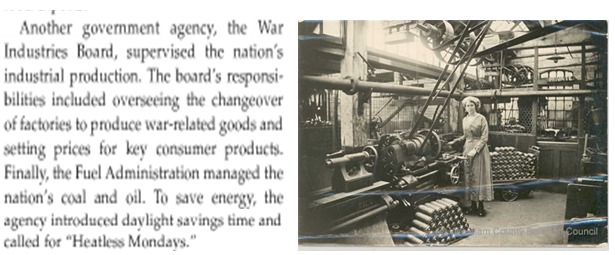 Another government agency, the War
Industries Board, supervised the nation's
industrial production. The board's responsi-
bilities included overseeing the changeover
of factories to produce war-related goods and
setting prices for key consumer products.
Finally, the Fuel Administration managed the
nation's coal and oil. To save energy, the
agency introduced daylight savings time and
called for "Heatless Mondays."
County Council